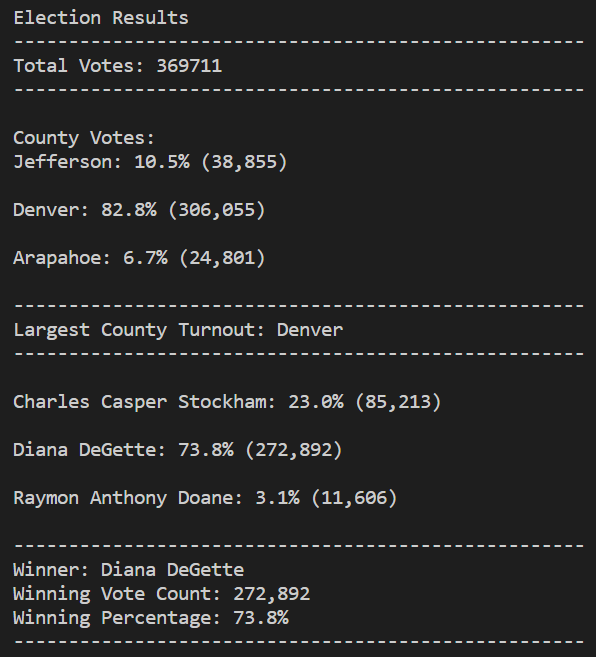 Election Results
----------------------------------------------------
Total Votes: 369711
----------------------------------------------------
County Votes:
Jefferson: 10.5% (38,855)
Denver: 82.8% (306,055)
Arapahoe: 6.7% (24,801)
----------------------------------------------------
Largest County Turnout: Denver
----------------------------------------------------
Charles Casper Stockham: 23.0% (85,213)
Diana DeGette: 73.8% (272,892)
Raymon Anthony Doane: 3.1% (11,606)
----------------------------------------------------
Winner: Diana DeGette
Winning Vote Count: 272,892
Winning Percentage: 73.8%
----------------------------------------------------